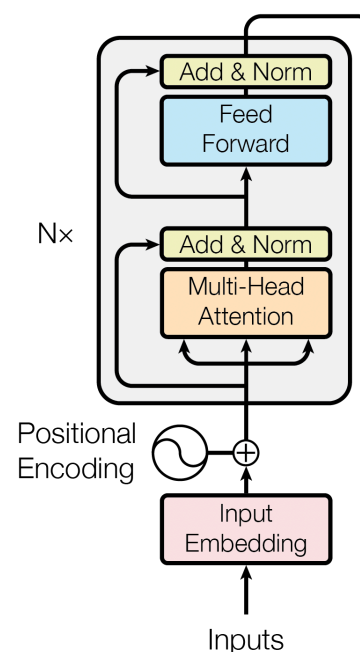 Add & Norm
Feed
Forward
N×
Add & Norm
Multi-Head
Attention
Positional
Encoding
Input
Embedding
Inputs